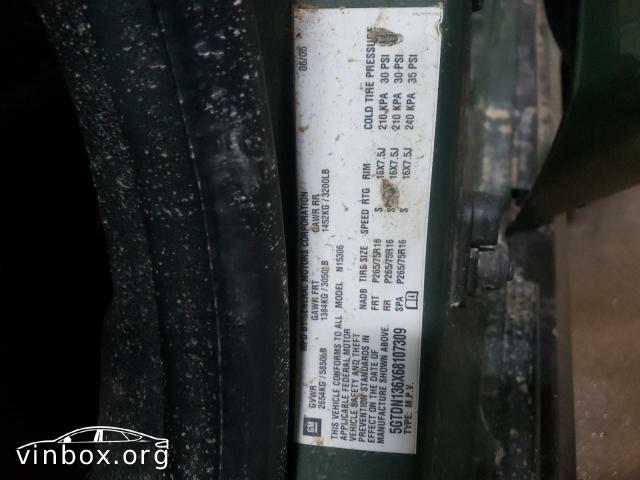 MFD BY GENERAL MOTORS CORPORATION 06/05
GM
GVWR GAWR FRT GAWR RR
2654KG / 5850LB 1384KG / 3050LB 1452KG / 3200LB
THIS VEHICLE CONFORMS TO ALL MODEL N15306
APPLICABLE FEDERAL MOTOR
VEHICLE SAFETY AND THEFT
PREVENTION STANDARDS IN
EFFECT ON THE DATE OF
MANUFACTURE SHOWN ABOVE.
5GTDN136X68107309
TYPE: M.P.V.
NADB TIRE SIZE SPEED RTG RIM COLD TIRE PRESSURE
FRT P265/75R16 S 16X7.5J 210 KPA 30 PSI
RR P265/75R16 S 16X7.5J 210 KPA 30 PSI
SPA P265/75R16 S 16X7.5J 240 KPA 35 PSI
vinbox.org